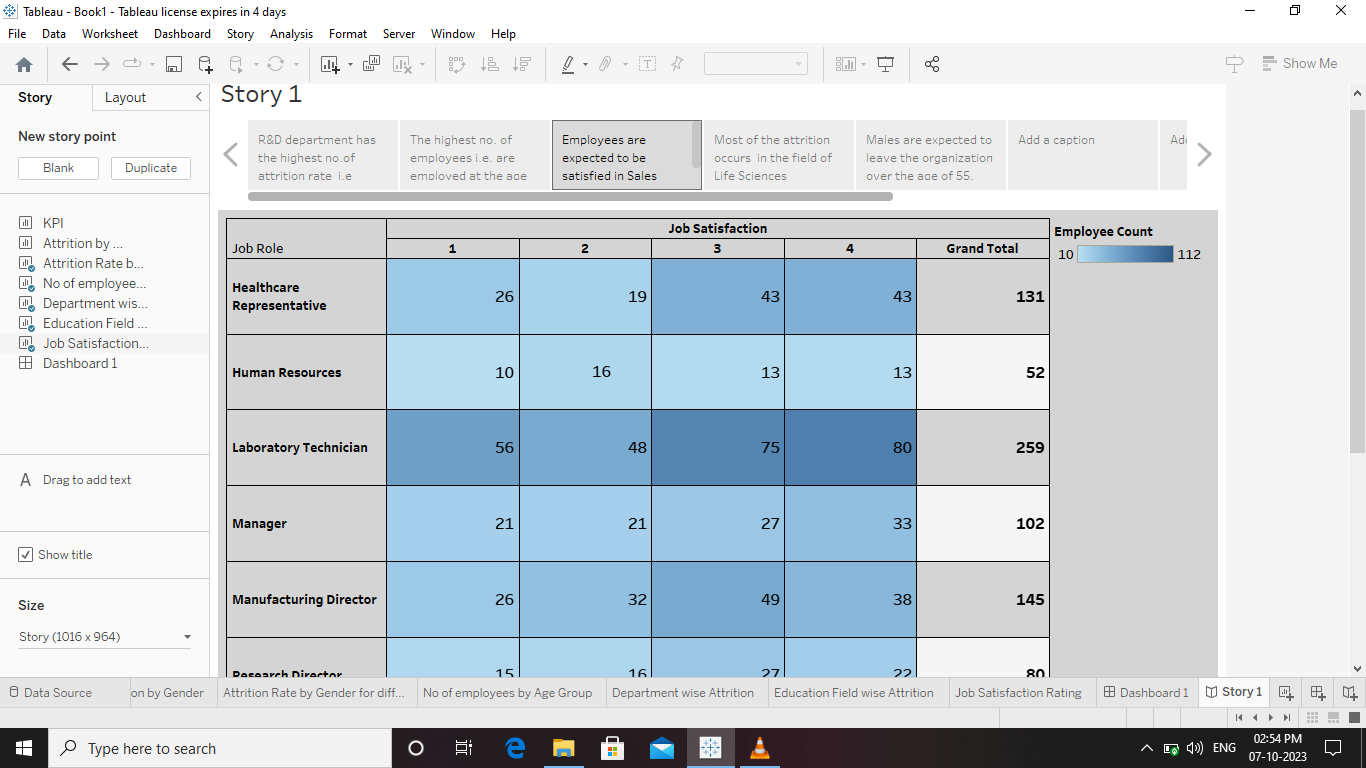 Tableau - Book1 - Tableau license expires in 4 days
File Data Worksheet Dashboard Story Analysis Format Server Window Help
Show Me
Story Layout
New story point
Blank Duplicate
KPI
Attrition by ...
Attrition Rate b...
No of employee...
Department wis...
Education Field ...
Job Satisfaction...
Dashboard 1
A Drag to add text
Show title
Size
Story (1016 x 964)
Story 1
R&D department has
the highest no.of
attrition rate i.e
The highest no. of
employees i.e. are
employed at the age
Employees are
expected to be
satisfied in Sales
Most of the attrition
occurs in the field of
Life Sciences
Males are expected to
leave the organization
over the age of 55.
Add a caption
Job Satisfaction
Job Role 1 2 3 4 Grand Total
Healthcare
Representative 26 19 43 43 131
Human Resources 10 16 13 13 52
Laboratory Technician 56 48 75 80 259
Manager 21 21 27 33 102
Manufacturing Director 26 32 49 38 145
Research Director 15 16 27 22 80
Employee Count
10 112
Data Source on by Gender Attrition Rate by Gender for diff... No of employees by Age Group Department wise Attrition Education Field wise Attrition Job Satisfaction Rating Dashboard 1 Story 1
Type here to search
ENG
02:54 PM
07-10-2023